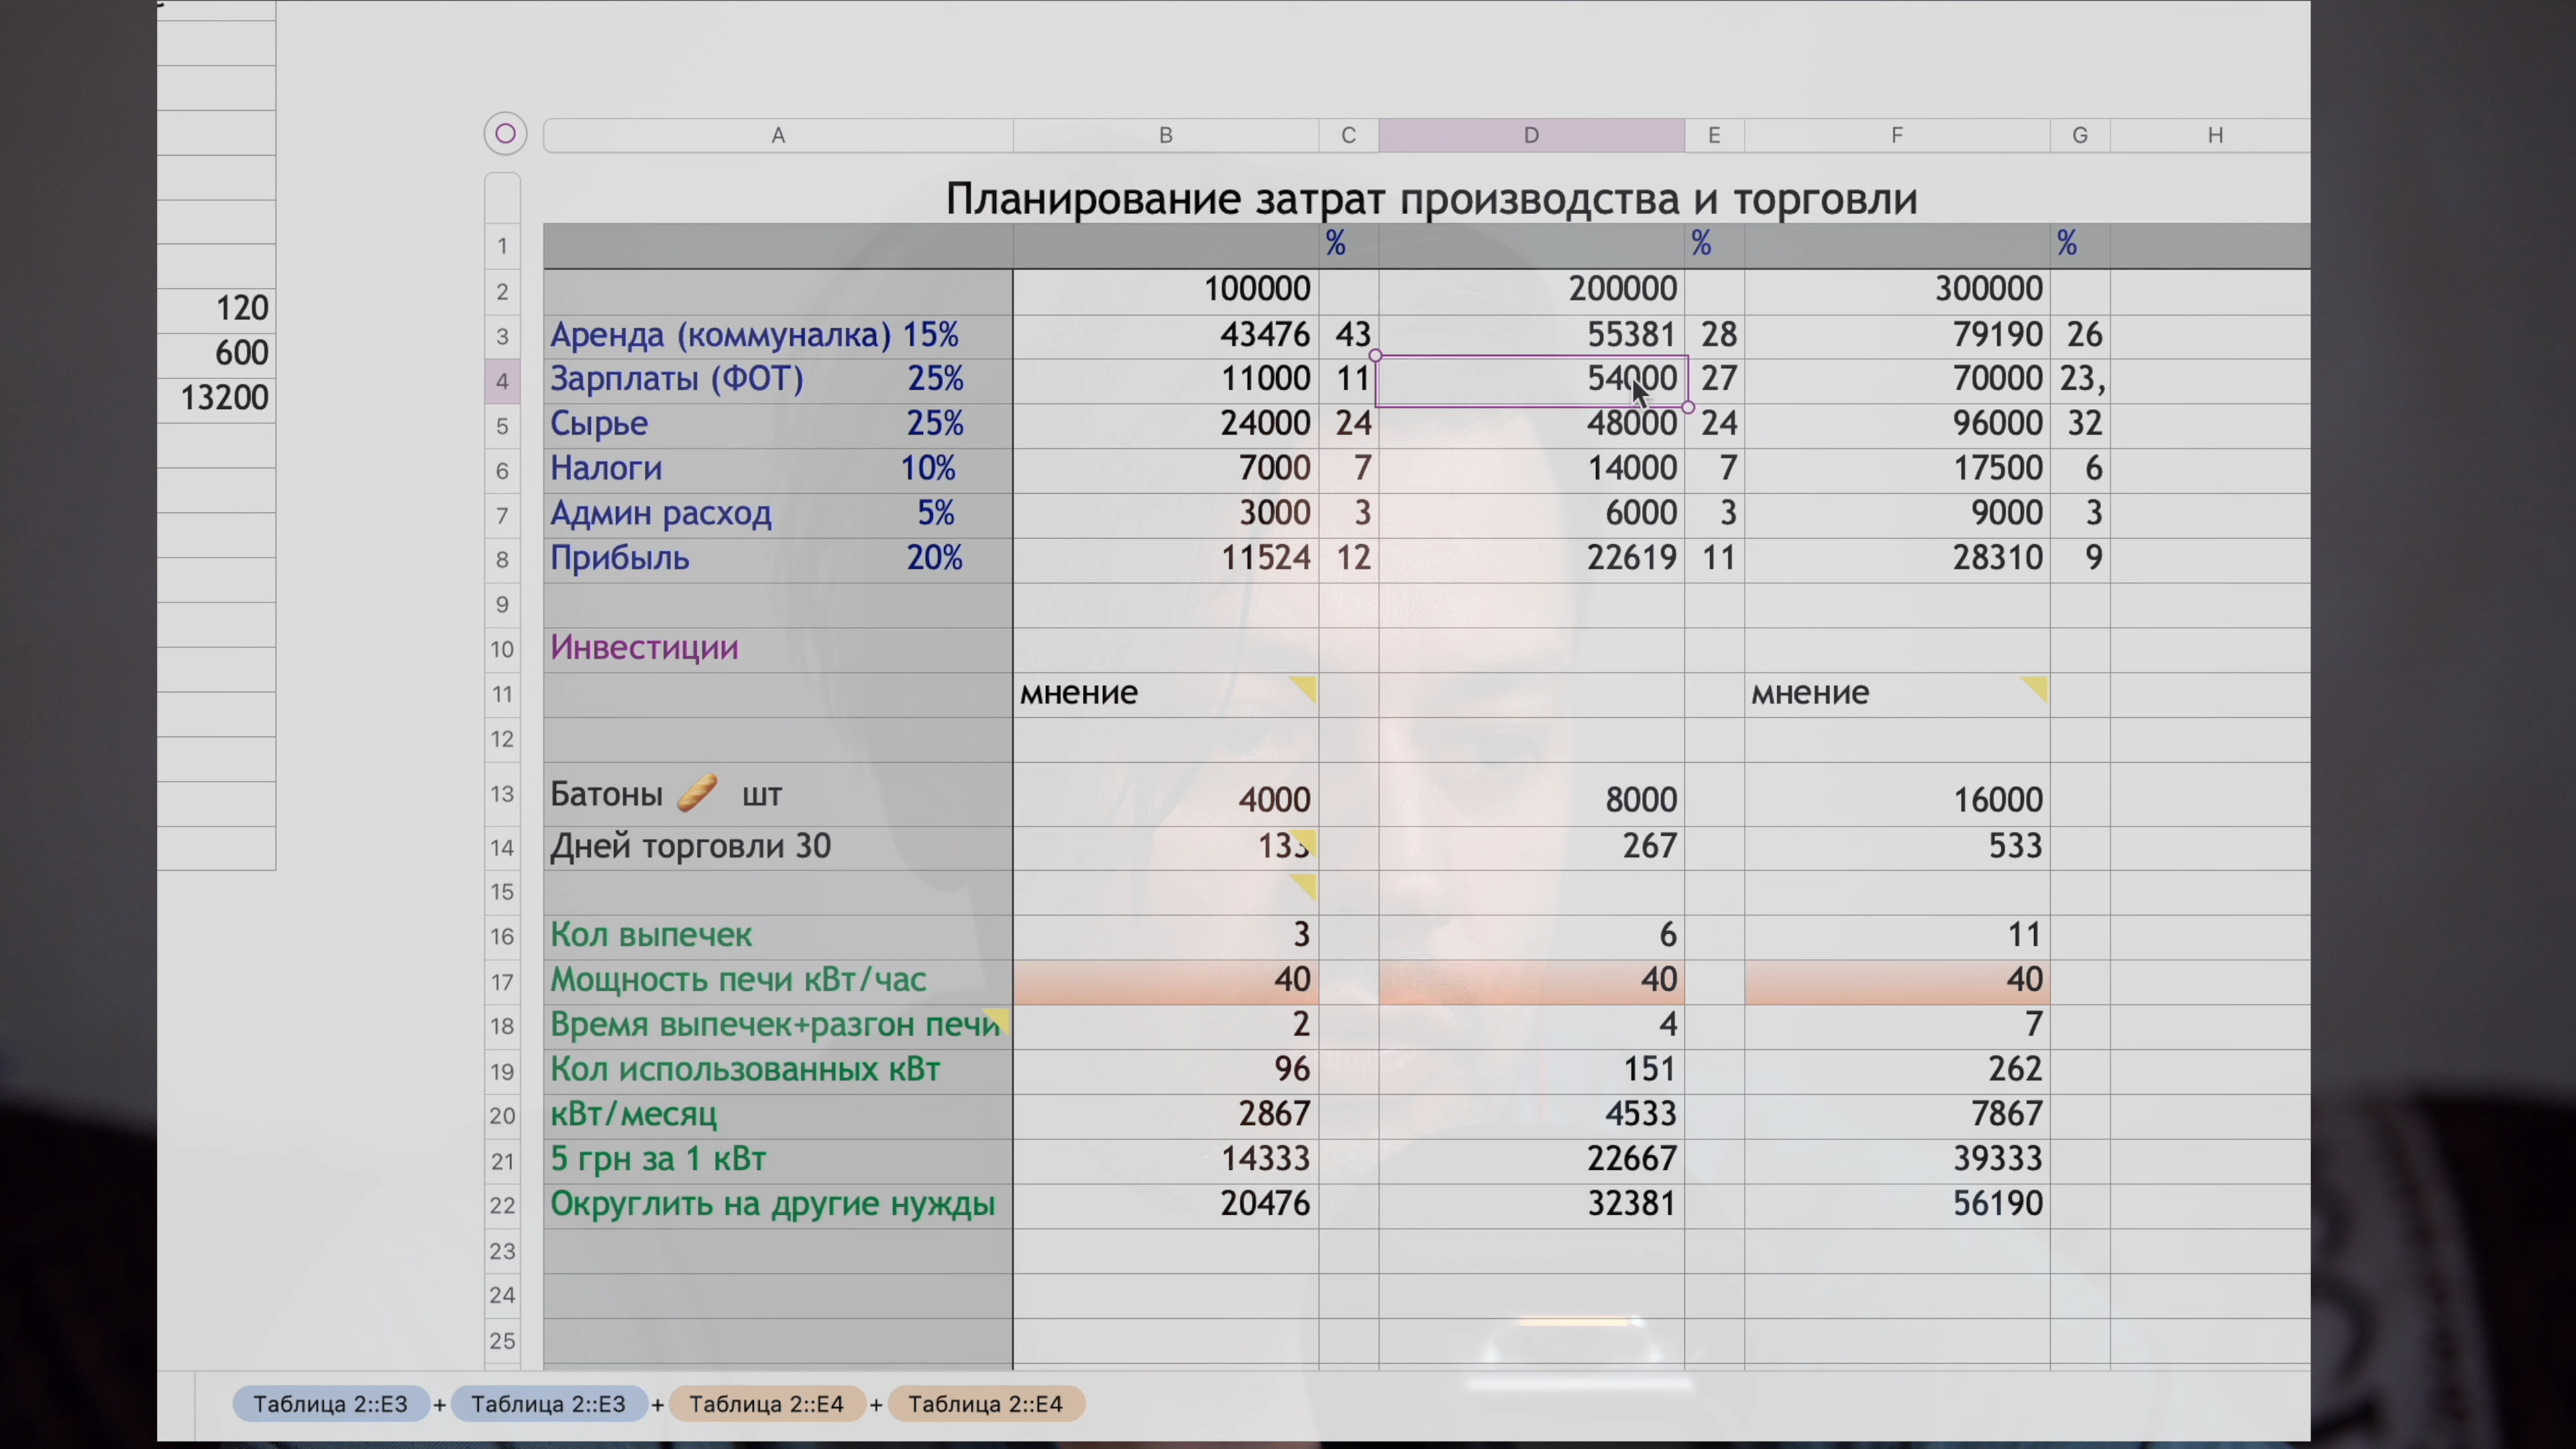 120
600
13200
A B C D E F G H
Планирование затрат производства и торговли
1 % % %
2 100000 200000 300000
3 Аренда (коммуналка) 15% 43476 43 55381 28 79190 26
4 Зарплаты (ФОТ) 25% 11000 11 54000 27 70000 23,
5 Сырье 25% 24000 24 48000 24 96000 32
6 Налоги 10% 7000 7 14000 7 17500 6
7 Админ расход 5% 3000 3 6000 3 9000 3
8 Прибыль 20% 11524 12 22619 11 28310 9
9
10 Инвестиции
11 мнение мнение
12
13 Батоны 🥖 шт 4000 8000 16000
14 Дней торговли 30 133 267 533
15
16 Кол выпечек 3 6 11
17 Мощность печи кВт/час 40 40 40
18 Время выпечек+разгон печи 2 4 7
19 Кол использованных кВт 96 151 262
20 кВт/месяц 2867 4533 7867
21 5 грн за 1 кВт 14333 22667 39333
22 Округлить на другие нужды 20476 32381 56190
23
24
25
Таблица 2::E3 + Таблица 2::E3 + Таблица 2::E4 + Таблица 2::E4